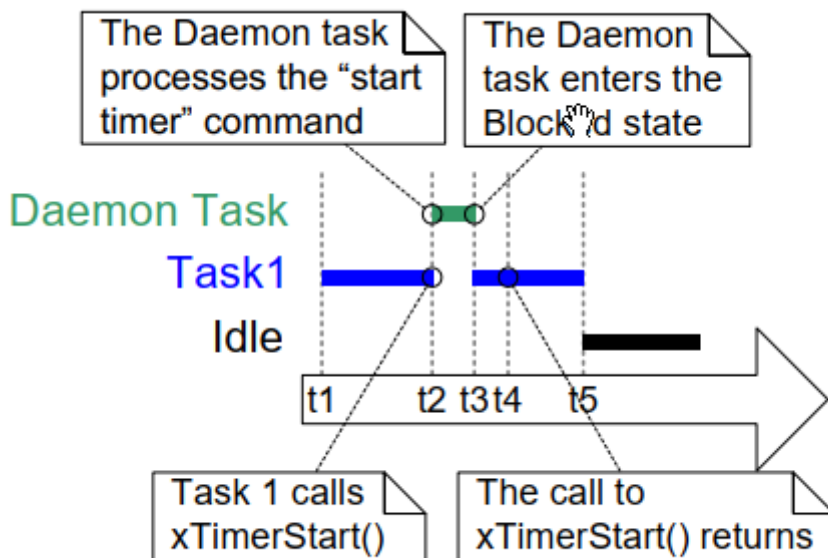 The Daemon task
processes the “start
timer” command
The Daemon
task enters the
state
Daemon Task
Task1
Idle
t1 t2 t3 t4 t5
Task 1 calls
xTimerStart()
The call to
xTimerStart() returns